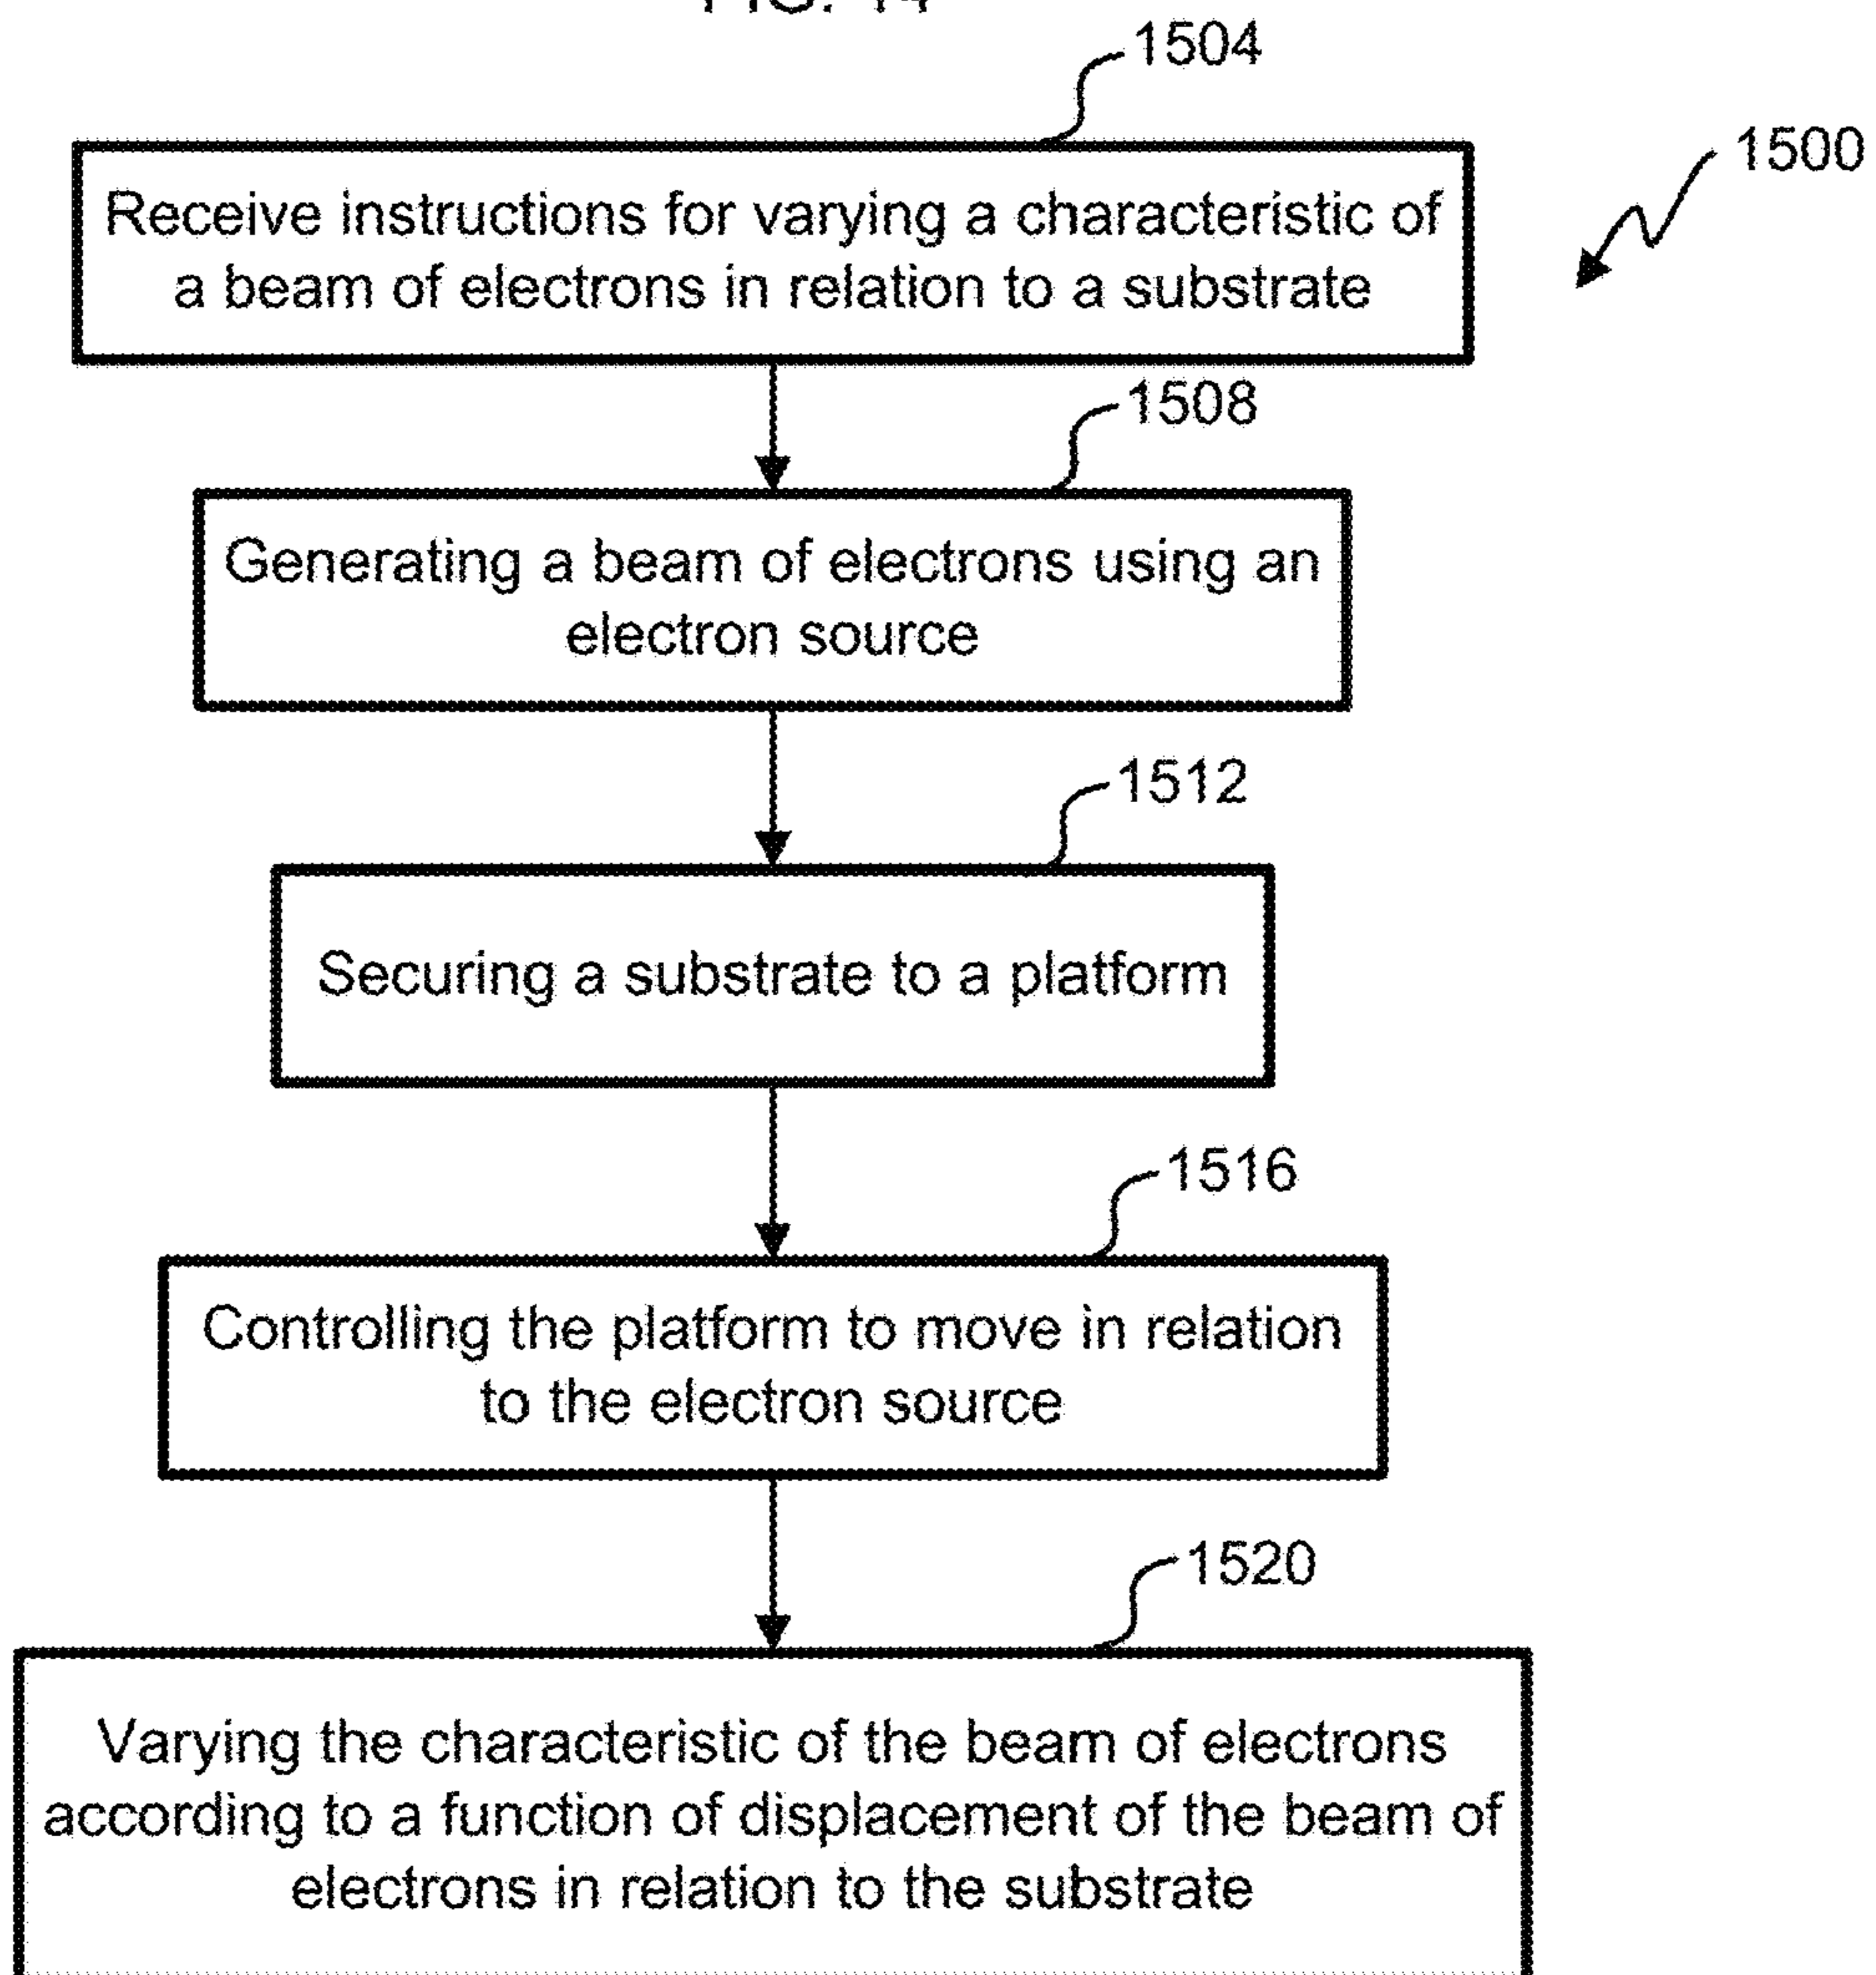 FIG. 14
1504
1500
Receive instructions for varying a characteristic of
a beam of electrons in relation to a substrate
1508
Generating a beam of electrons using an
electron source
1512
Securing a substrate to a platform
1516
Controlling the platform to move in relation
to the electron source
1520
Varying the characteristic of the beam of electrons
according to a function of displacement of the beam of
electrons in relation to the substrate